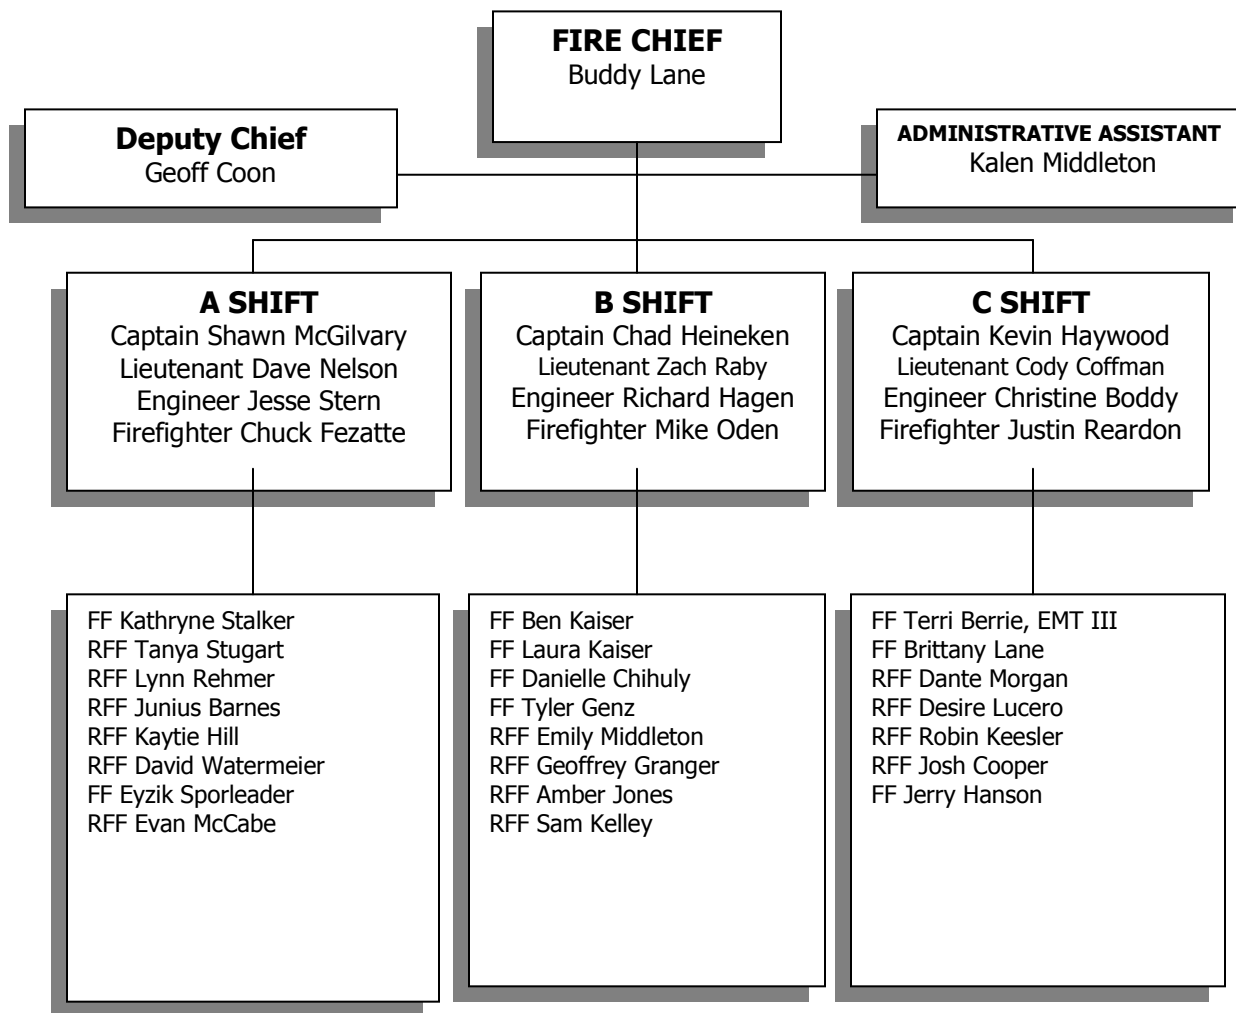 FIRE CHIEF
Buddy Lane
Deputy Chief
Geoff Coon
ADMINISTRATIVE ASSISTANT
Kalen Middleton
A SHIFT
Captain Shawn McGilvary
Lieutenant Dave Nelson
Engineer Jesse Stern
Firefighter Chuck Fezatte
B SHIFT
Captain Chad Heineken
Lieutenant Zach Raby
Engineer Richard Hagen
Firefighter Mike Oden
C SHIFT
Captain Kevin Haywood
Lieutenant Cody Coffman
Engineer Christine Boddy
Firefighter Justin Reardon
FF Kathryne Stalker
RFF Tanya Stugart
RFF Lynn Rehmer
RFF Junius Barnes
RFF Kaytie Hill
RFF David Watermeier
FF Eyzik Sporleader
RFF Evan McCabe
FF Ben Kaiser
FF Laura Kaiser
FF Danielle Chihuly
FF Tyler Genz
RFF Emily Middleton
RFF Geoffrey Granger
RFF Amber Jones
RFF Sam Kelley
FF Terri Berrie, EMT III
FF Brittany Lane
RFF Dante Morgan
RFF Desire Lucero
RFF Robin Keesler
RFF Josh Cooper
FF Jerry Hanson